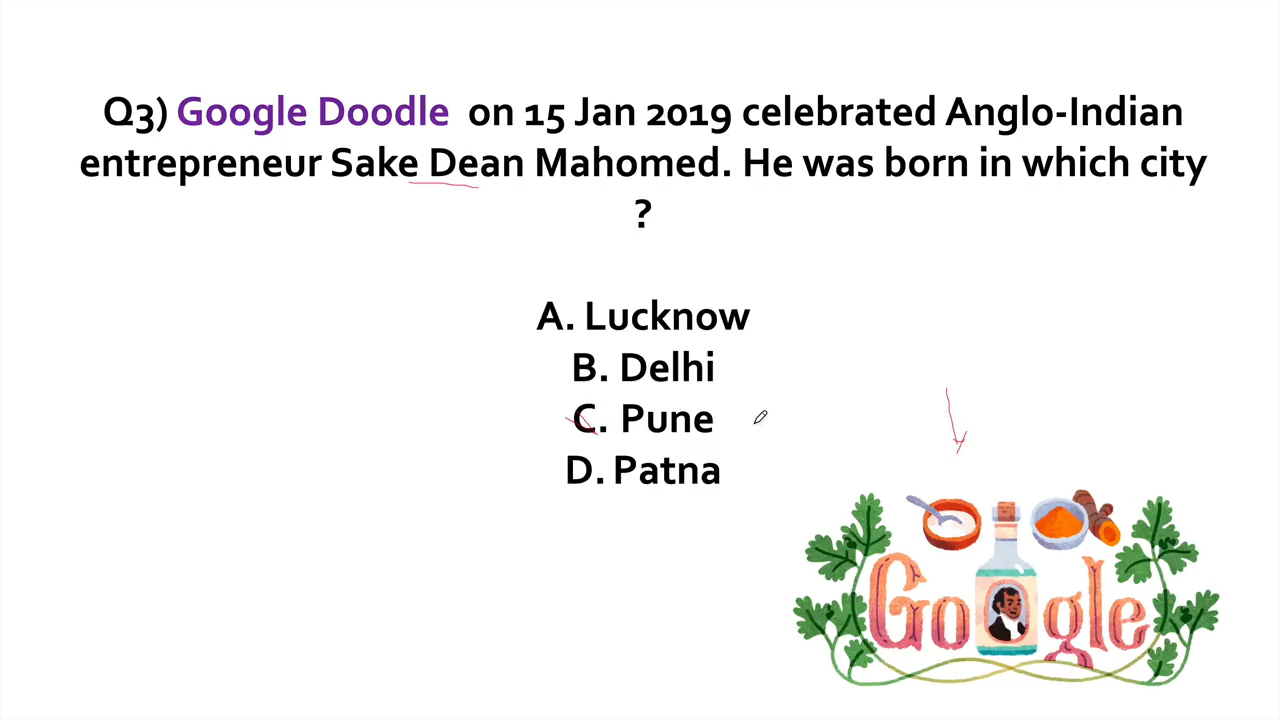 Q3) Google Doodle on 15 Jan 2019 celebrated Anglo-Indian
entrepreneur Sake Dean Mahomed. He was born in which city
?
A. Lucknow
B. Delhi
C. Pune
D. Patna
Google